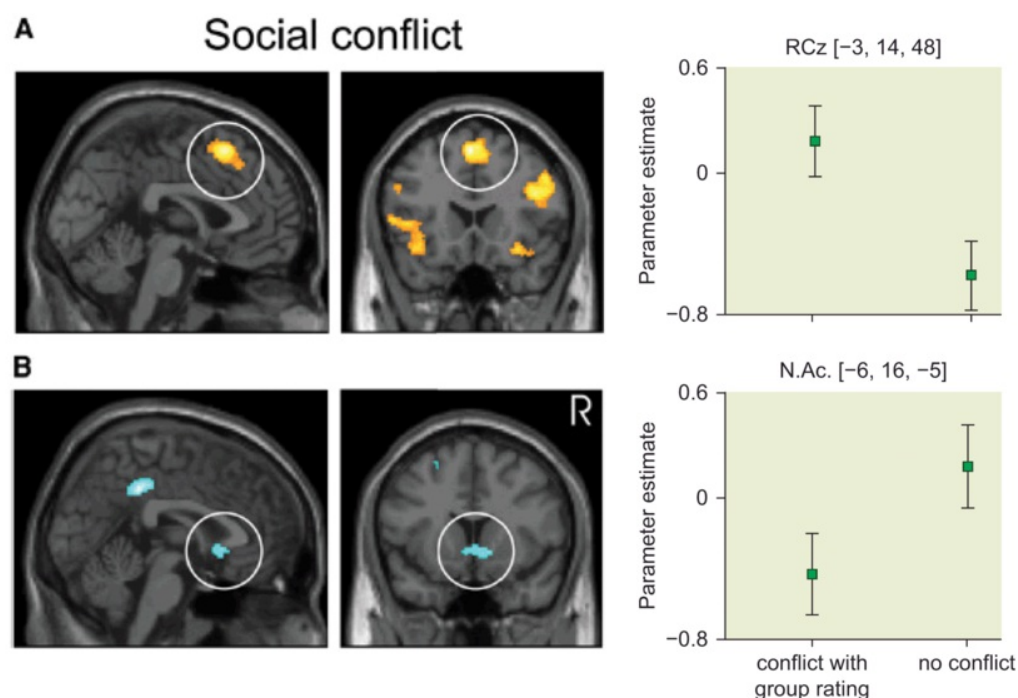 A
Social conflict
RCz [−3, 14, 48]
0.6
Parameter estimate
0
−0.8
B
R
N.Ac. [−6, 16, −5]
0.6
Parameter estimate
0
−0.8
conflict with
group rating
no conflict